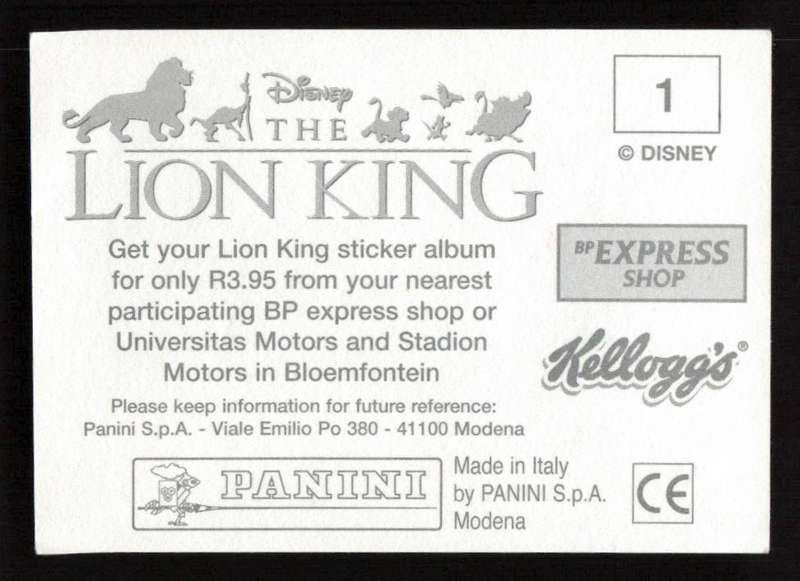 Disney
THE
LION KING
1
© DISNEY
Get your Lion King sticker album
for only R3.95 from your nearest
participating BP express shop or
Universitas Motors and Stadion
Motors in Bloemfontein
BP EXPRESS
SHOP
Kellogg's®
Please keep information for future reference:
Panini S.p.A. - Viale Emilio Po 380 - 41100 Modena
PANINI
Made in Italy
by PANINI S.p.A.
Modena
CE